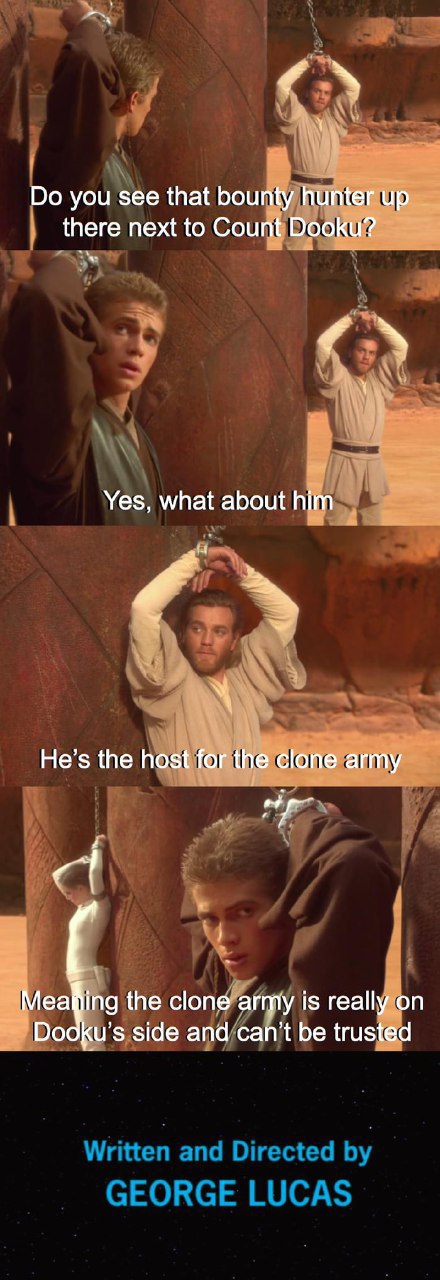 Do you see that bounty hunter up
there next to Count Dooku?
Yes, what about him
He's the host for the clone army
Meaning the clone army is really on
Dooku's side and can't be trusted
Written and Directed by
GEORGE LUCAS